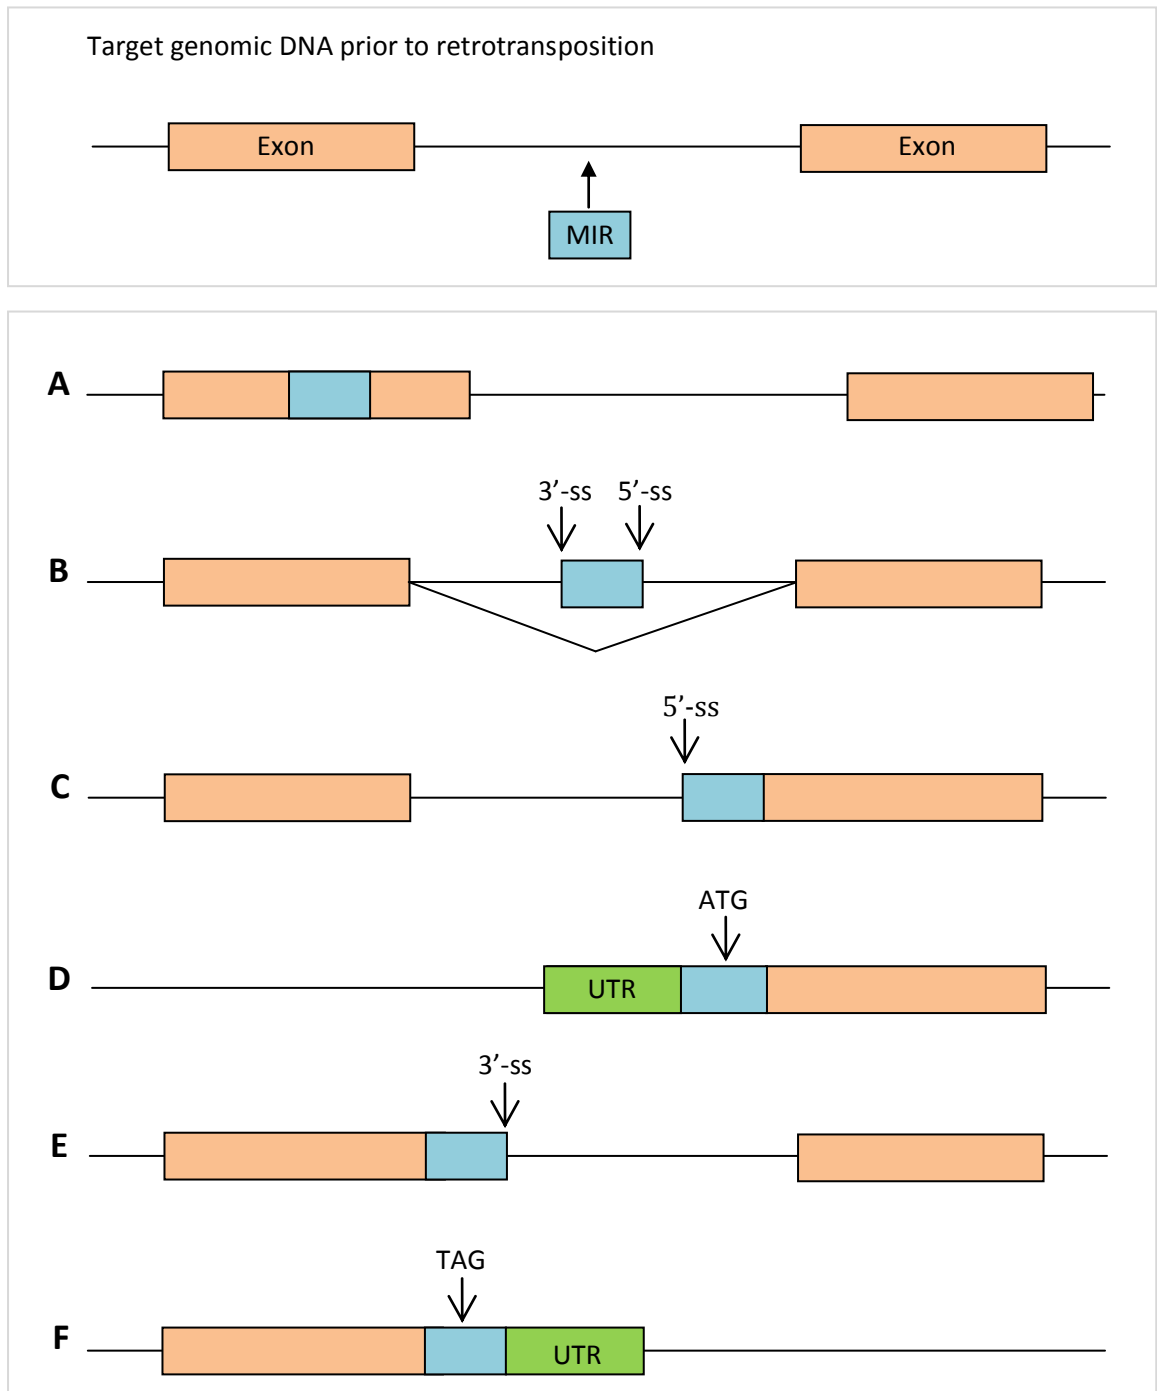 Target genomic DNA prior to retrotransposition
Exon
Exon
MIR
A
3’-ss 5’-ss
B
5’-ss
C
ATG
D
UTR
3’-ss
E
TAG
F
UTR